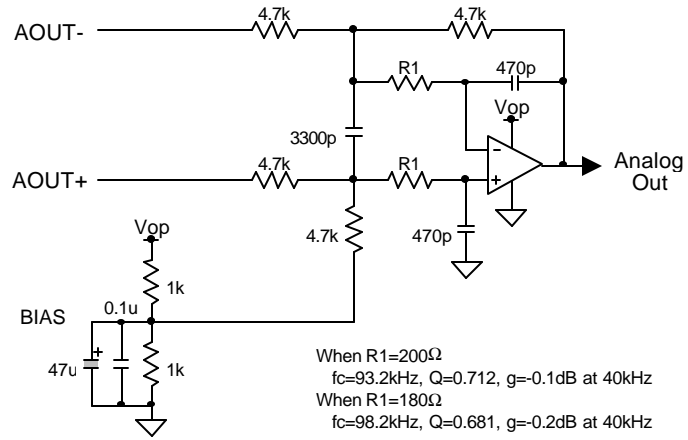 4.7k
4.7k
AOUT-
R1
470p
Vop
3300p
4.7k
R1
Analog
Out
AOUT+
4.7k
470p
Vop
1k
0.1u
BIAS
47u
1k
When R1=200Ω
fc=93.2kHz, Q=0.712, g=-0.1dB at 40kHz
When R1=180Ω
fc=98.2kHz, Q=0.681, g=-0.2dB at 40kHz